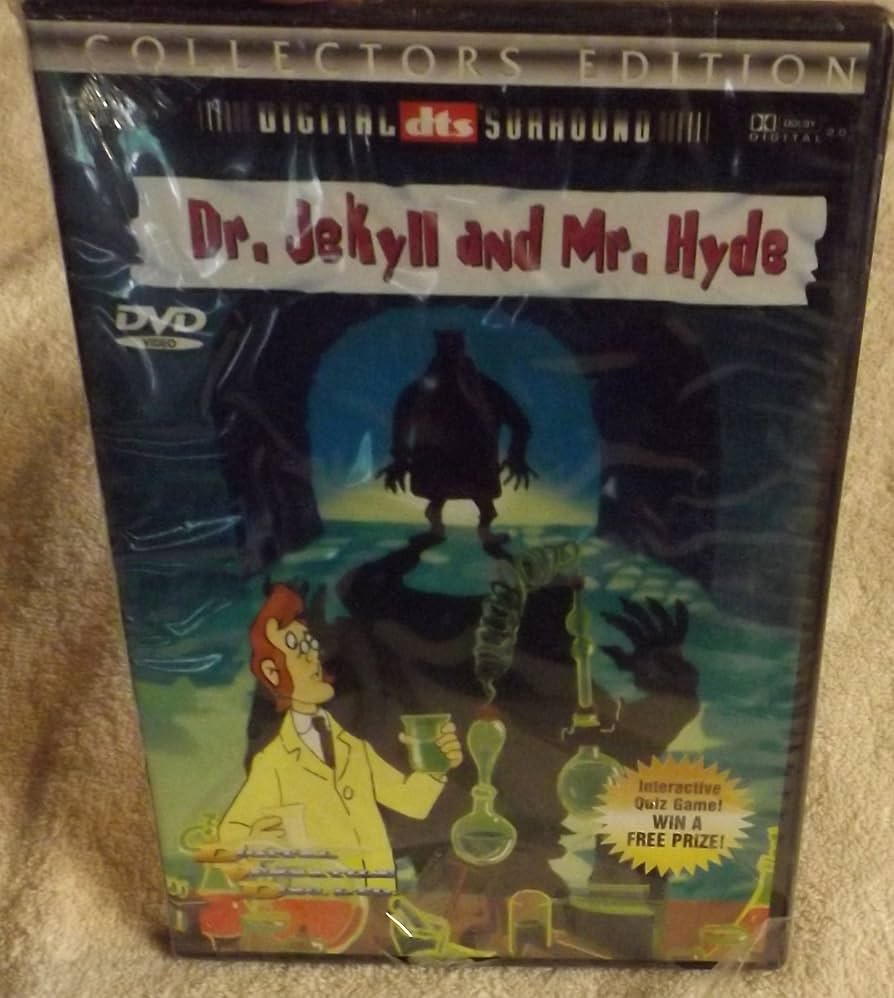 COLLECTORS EDITION
DIGITAL dts SURROUND
DOLBY
DIGITAL 2.0
Dr. Jekyll and Mr. Hyde
DVD
VIDEO
Interactive
Quiz Game!
WIN A
FREE PRIZE!